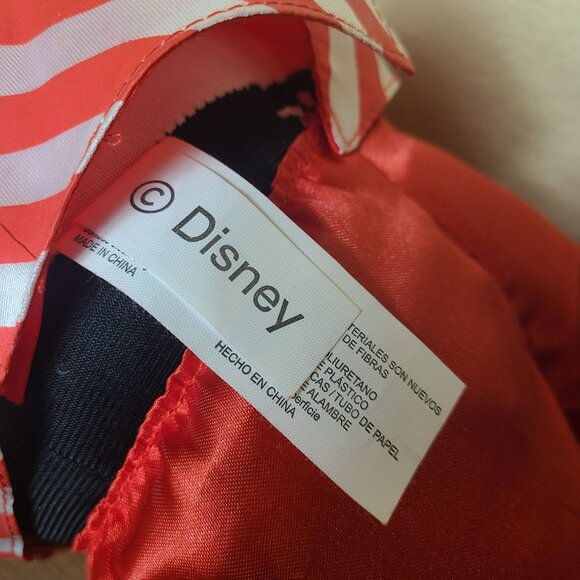 © Disney
MADE IN CHINA
TERIALES SON NUEVOS
DE FIBRAS
LIURETANO
E PLÁSTICO
CAS/TUBO DE PAPEL
E ALAMBRE
erficie
HECHO EN CHINA